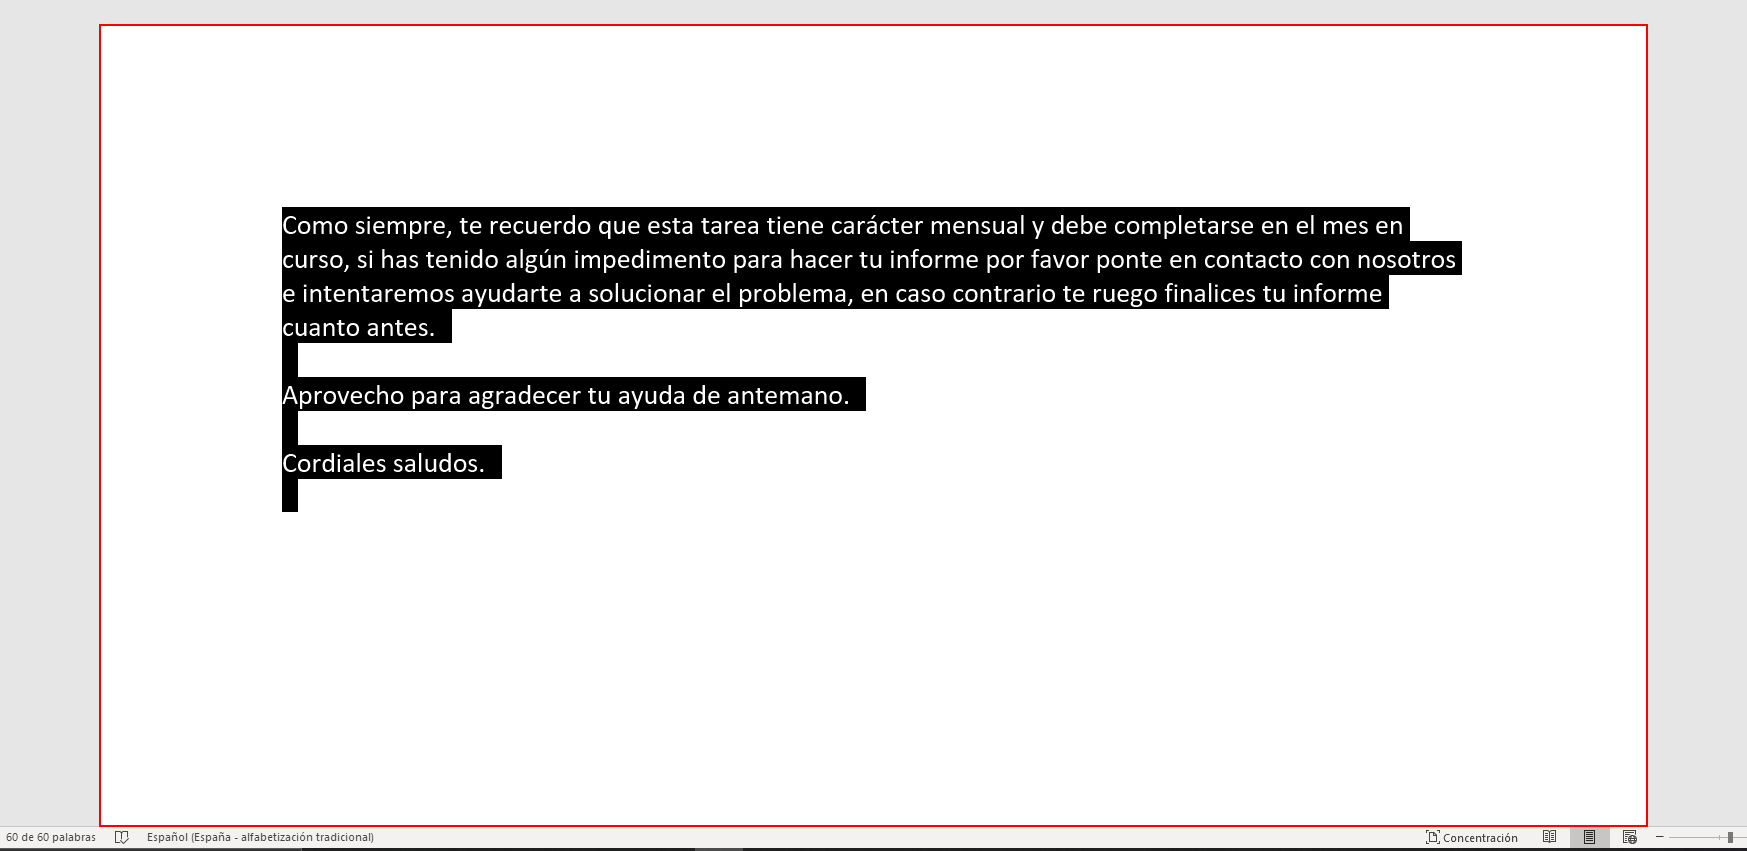 Como siempre, te recuerdo que esta tarea tiene carácter mensual y debe completarse en el mes en
curso, si has tenido algún impedimento para hacer tu informe por favor ponte en contacto con nosotros
e intentaremos ayudarte a solucionar el problema, en caso contrario te ruego finalices tu informe
cuanto antes.
Aprovecho para agradecer tu ayuda de antemano.
Cordiales saludos.
60 de 60 palabras Español (España - alfabetización tradicional) Concentración